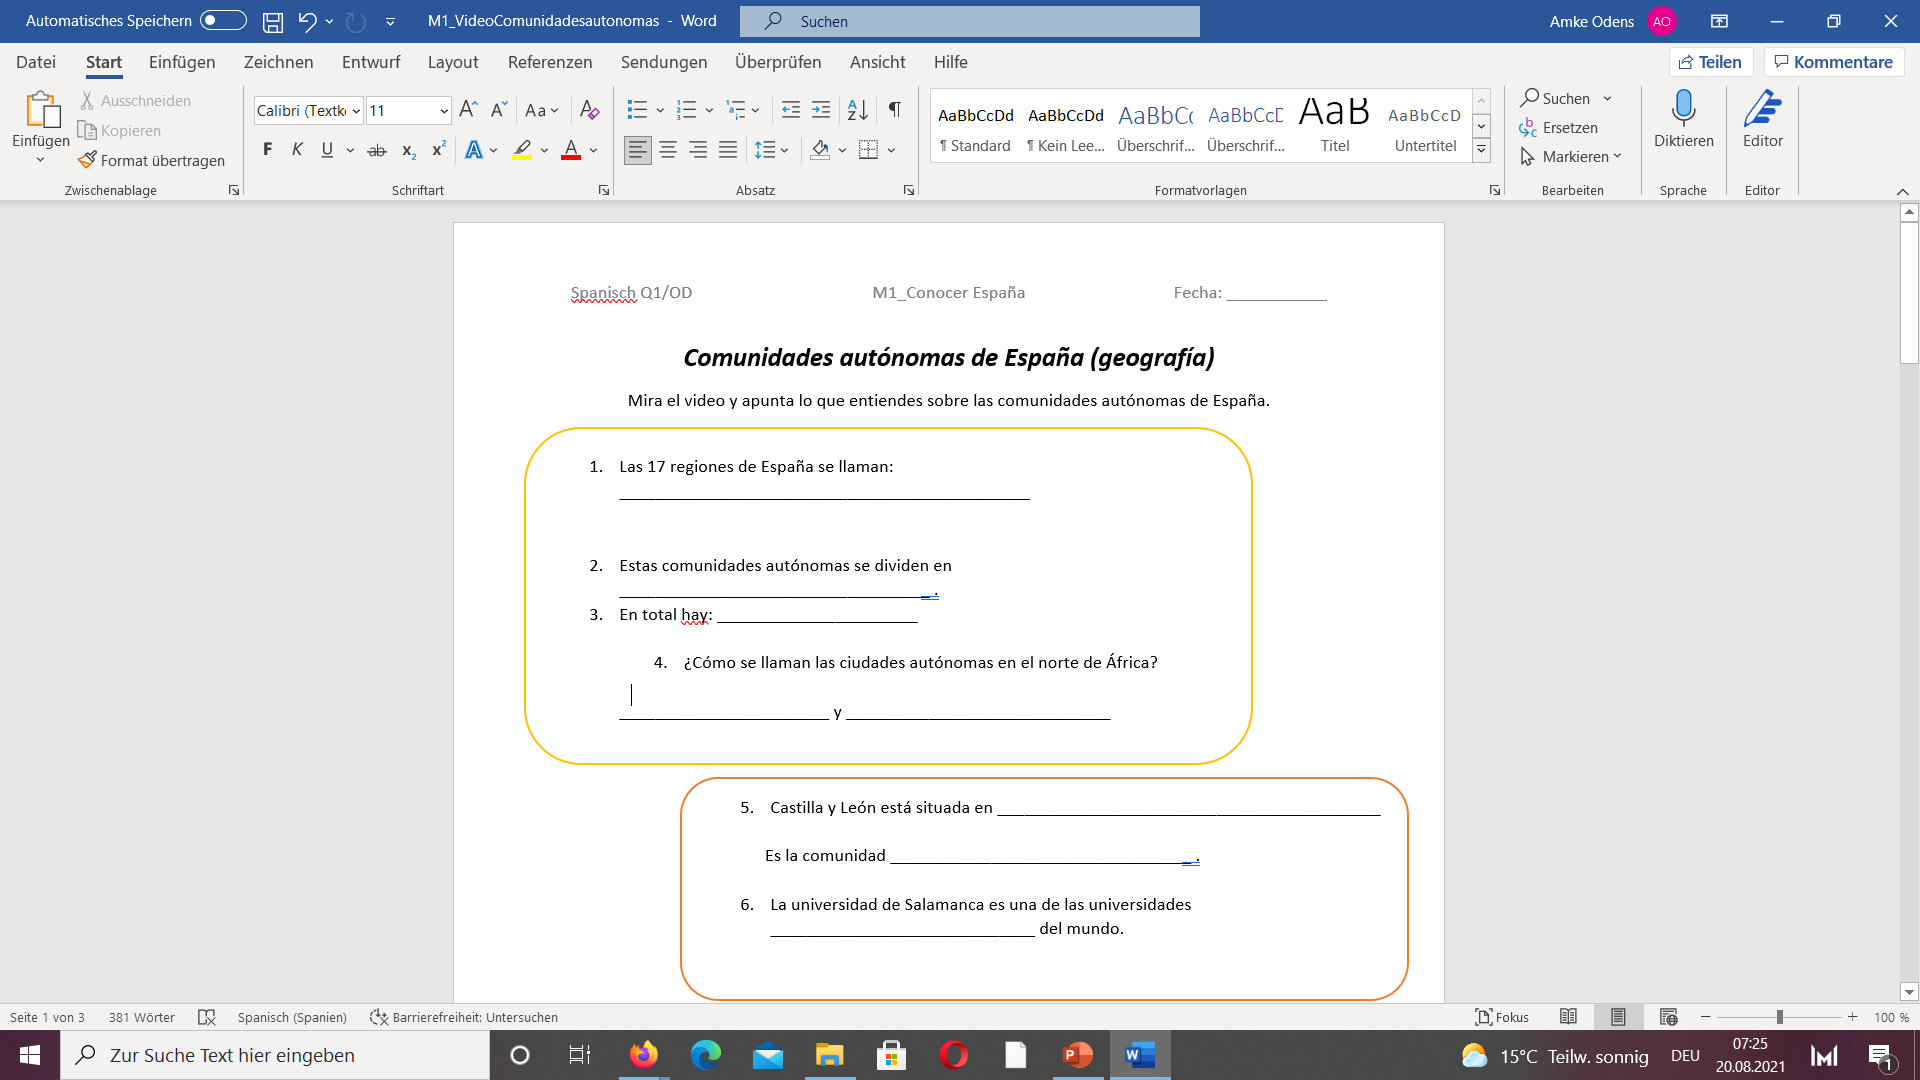 Automatisches Speichern
M1_VideoComunidadesautonomas - Word
Suchen
Amke Odens
AO
Datei Start Einfügen Zeichnen Entwurf Layout Referenzen Sendungen Überprüfen Ansicht Hilfe
Teilen Kommentare
Einfügen
Ausschneiden
Kopieren
Format übertragen
Zwischenablage
Calibri (Textk 11
Aa
F K U ab x₂ x²
Schriftart
Absatz
AaBbCcDd AaBbCcDd AaBbC AaBbCcD AaB AaBbCcD
¶ Standard ¶ Kein Lee... Überschrif... Überschrif... Titel Untertitel
Formatvorlagen
Suchen
Ersetzen
Markieren
Bearbeiten
Diktieren
Sprache
Editor
Editor
Spanisch Q1/OD M1_Conocer España Fecha: ___________
Comunidades autónomas de España (geografía)
Mira el video y apunta lo que entiendes sobre las comunidades autónomas de España.
1. Las 17 regiones de España se llaman:
_____________________________________________
2. Estas comunidades autónomas se dividen en
__________________________________ .
3. En total hay: ______________________
4. ¿Cómo se llaman las ciudades autónomas en el norte de África?
_______________________ y _____________________________
5. Castilla y León está situada en __________________________________________
Es la comunidad _________________________________ .
6. La universidad de Salamanca es una de las universidades
_____________________________ del mundo.
Seite 1 von 3 381 Wörter Spanisch (Spanien) Barrierefreiheit: Untersuchen Fokus 100 %
Zur Suche Text hier eingeben
15°C Teilw. sonnig DEU
07:25
20.08.2021
1